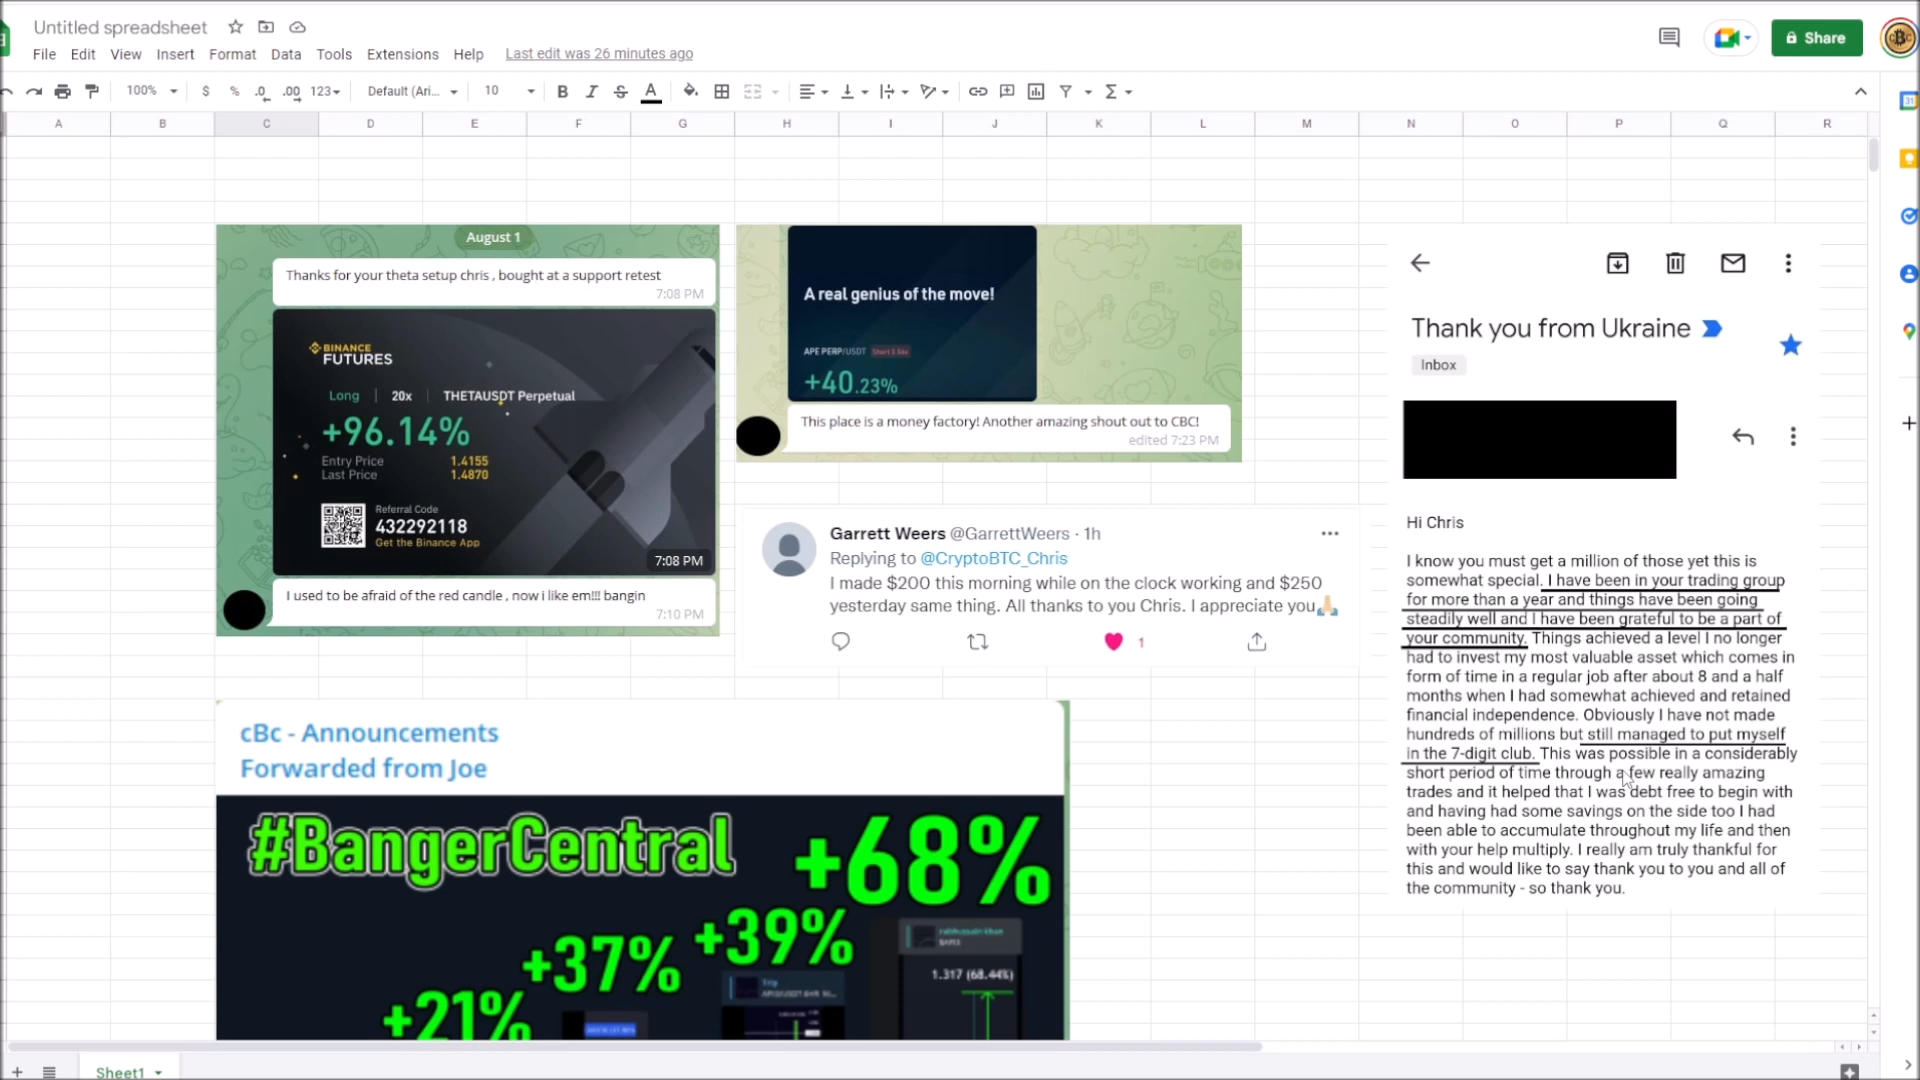 Untitled spreadsheet
File Edit View Insert Format Data Tools Extensions Help Last edit was 26 minutes ago
Share
100% $ % .0 .00 123 Default (Ari... 10 B I S A
A B C D E F G H I J K L M N O P Q R
August 1
Thanks for your theta setup chris , bought at a support retest
7:08 PM
BINANCE
FUTURES
Long | 20x | THETAUSDT Perpetual
+96.14%
Entry Price 1.4155
Last Price 1.4870
Referral Code
432292118
Get the Binance App
7:08 PM
I used to be afraid of the red candle , now i like em!!! bangin
7:10 PM
A real genius of the move!
APE PERP/USDT
+40.23%
This place is a money factory! Another amazing shout out to CBC!
edited 7:23 PM
Garrett Weers @GarrettWeers · 1h
Replying to @CryptoBTC_Chris
I made $200 this morning while on the clock working and $250
yesterday same thing. All thanks to you Chris. I appreciate you🙏🏼
1
cBc - Announcements
Forwarded from Joe
#BangerCentral
+68%
+39%
+37%
+21%
1.317 (68.44%)
Thank you from Ukraine
Inbox
Hi Chris
I know you must get a million of those yet this is
somewhat special. I have been in your trading group
for more than a year and things have been going
steadily well and I have been grateful to be a part of
your community. Things achieved a level I no longer
had to invest my most valuable asset which comes in
form of time in a regular job after about 8 and a half
months when I had somewhat achieved and retained
financial independence. Obviously I have not made
hundreds of millions but still managed to put myself
in the 7-digit club. This was possible in a considerably
short period of time through a few really amazing
trades and it helped that I was debt free to begin with
and having had some savings on the side too I had
been able to accumulate throughout my life and then
with your help multiply. I really am truly thankful for
this and would like to say thank you to you and all of
the community - so thank you.
Sheet1